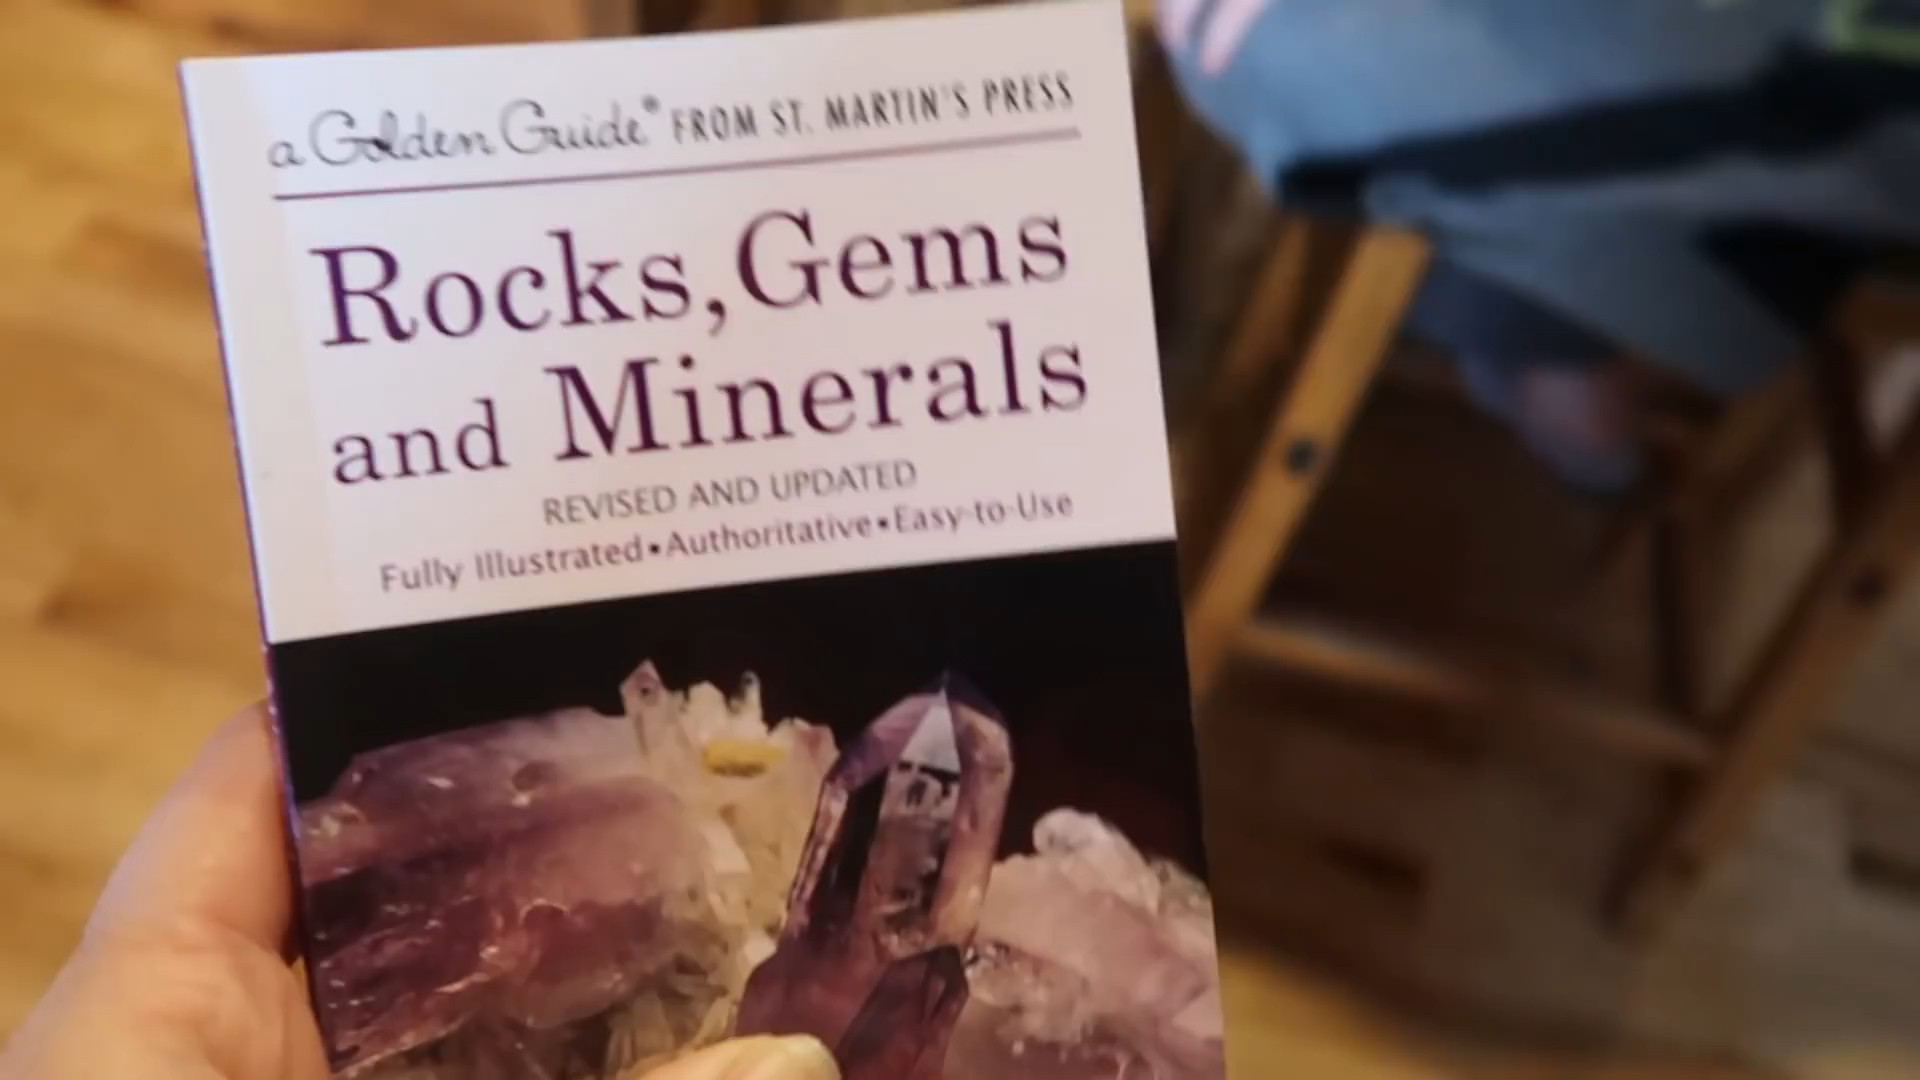 a Golden Guide® FROM ST. MARTIN'S PRESS
Rocks, Gems
and Minerals
REVISED AND UPDATED
Fully Illustrated▪Authoritative▪Easy-to-Use